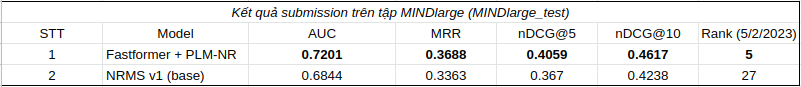 Kết quả submission trên tập MINDlarge (MINDlarge_test)
STT Model AUC MRR nDCG@5 nDCG@10 Rank (5/2/2023)
1 Fastformer + PLM-NR 0.7201 0.3688 0.4059 0.4617 5
2 NRMS v1 (base) 0.6844 0.3363 0.367 0.4238 27